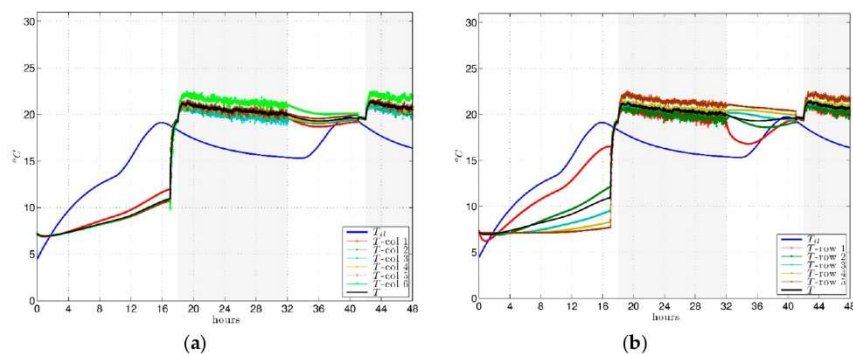 30
25
20
15
10
5
0
°C
0 4 8 12 16 20 24 28 32 36 40 44 48
hours
T_a
T-col 1
T-col 2
T-col 3
T-col 4
T-col 5
T-col 6
T
(a)
30
25
20
15
10
5
0
°C
0 4 8 12 16 20 24 28 32 36 40 44 48
hours
T_a
T-row 1
T-row 2
T-row 3
T-row 4
T-row 5
T
(b)